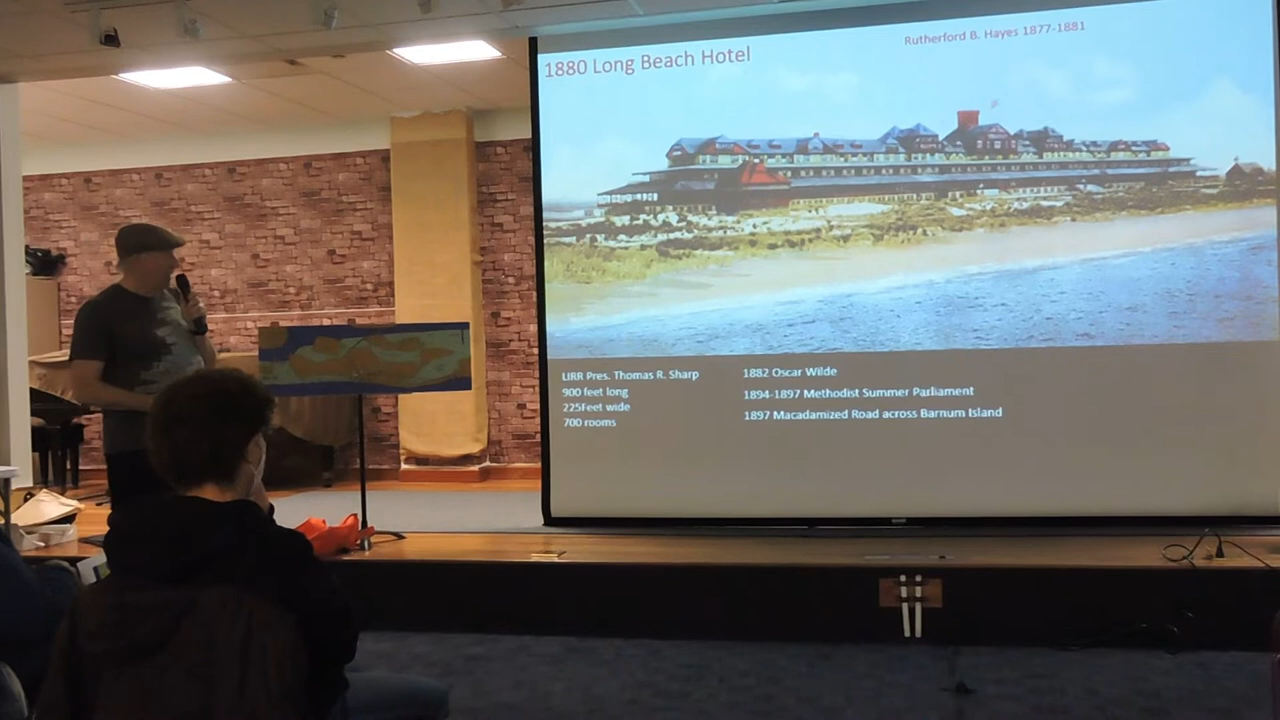 1880 Long Beach Hotel
Rutherford B. Hayes 1877-1881
LIRR Pres. Thomas R. Sharp
900 feet long
225Feet wide
700 rooms
1882 Oscar Wilde
1894-1897 Methodist Summer Parliament
1897 Macadamized Road across Barnum Island